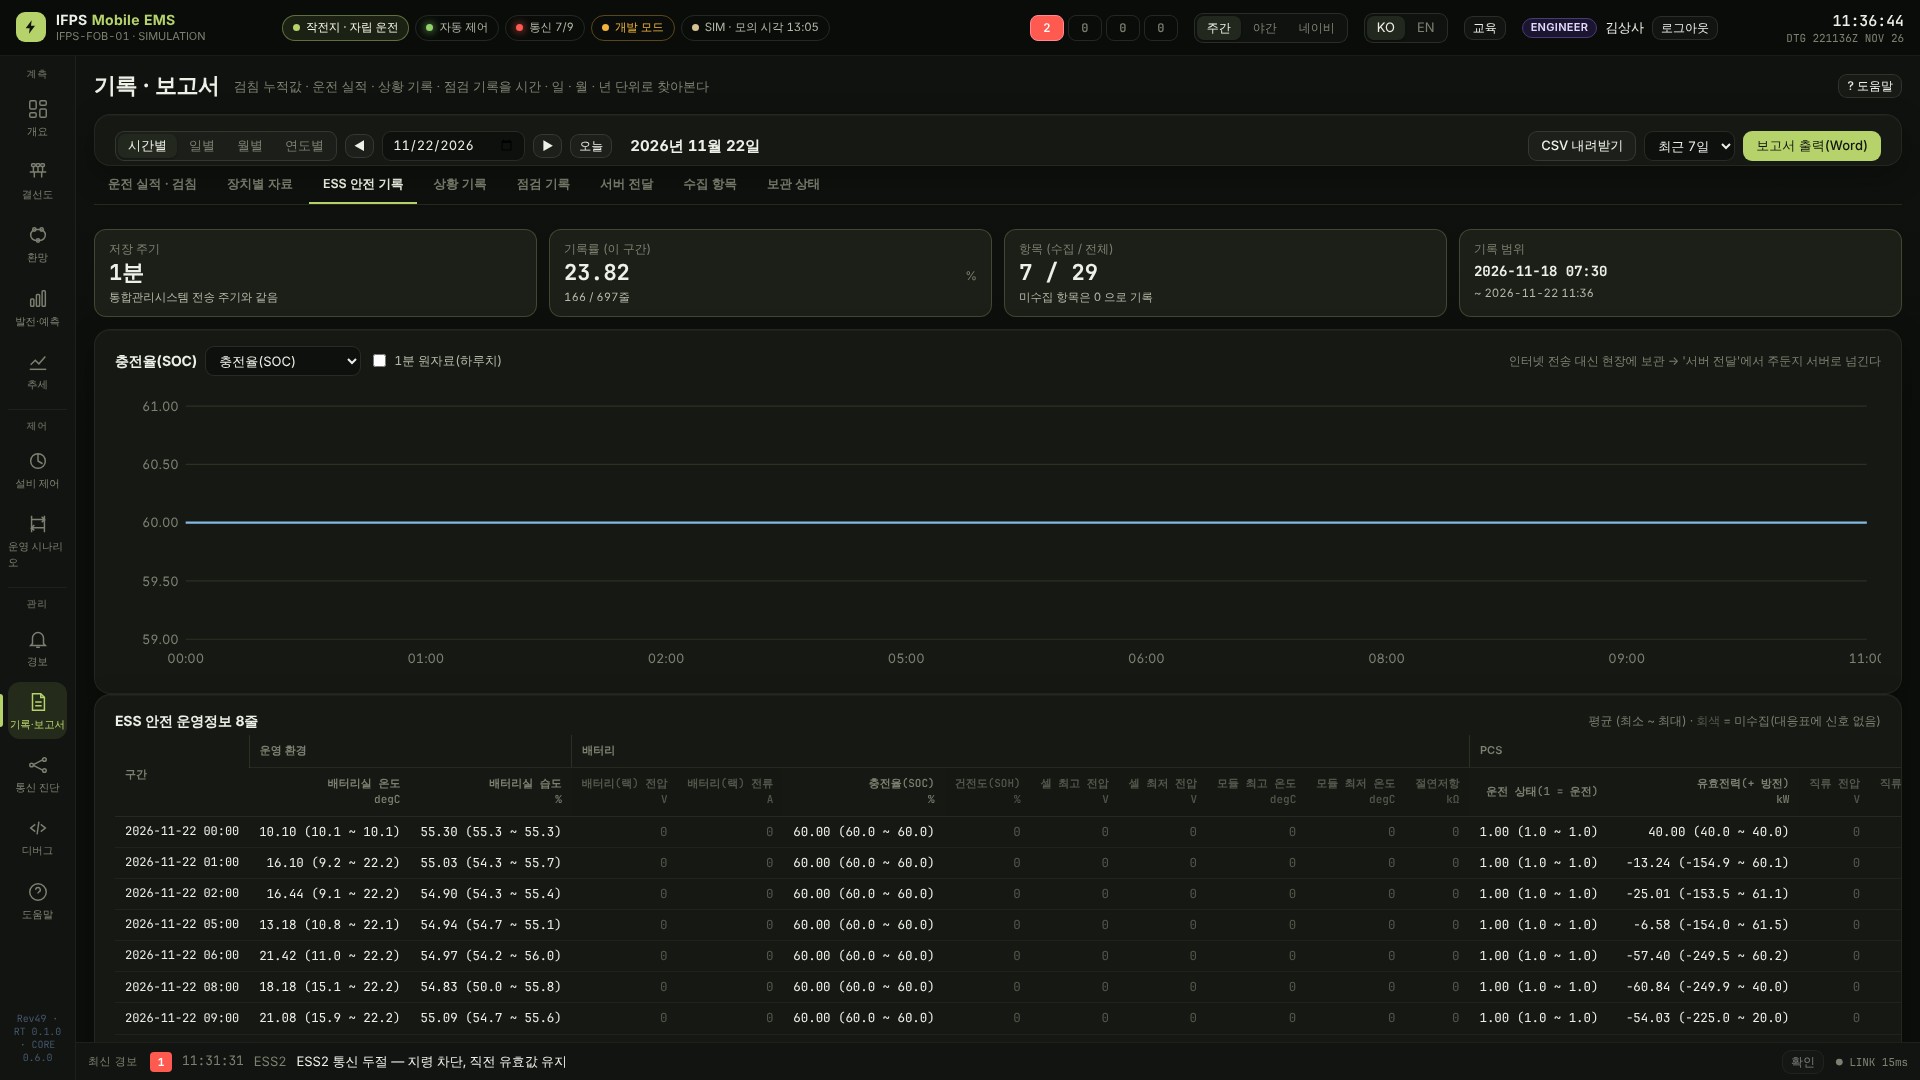 IFPS Mobile EMS
IFPS-FOB-01 · SIMULATION
작전지 · 자립 운전
자동 제어
통신 7/9
개발 모드
SIM · 모의 시각 13:05
2 0 0 0
주간 야간 네이비
KO EN
교육
ENGINEER 김상사 로그아웃
11:36:44
DTG 221136Z NOV 26
계측
개요
결선도
환망
발전·예측
추세
제어
설비 제어
운영 시나리
오
관리
경보
기록·보고서
통신 진단
디버그
도움말
Rev49 ·
RT 0.1.0
· CORE
0.6.0
기록 · 보고서 검침 누적값 · 운전 실적 · 상황 기록 · 점검 기록을 시간 · 일 · 월 · 년 단위로 찾아본다
? 도움말
시간별 일별 월별 연도별 ◀ 11/22/2026 ▶ 오늘 2026년 11월 22일
CSV 내려받기 최근 7일 보고서 출력(Word)
운전 실적 · 검침 장치별 자료 ESS 안전 기록 상황 기록 점검 기록 서버 전달 수집 항목 보관 상태
저장 주기
1분
통합관리시스템 전송 주기와 같음
기록률 (이 구간)
23.82 %
166 / 697줄
항목 (수집 / 전체)
7 / 29
미수집 항목은 0 으로 기록
기록 범위
2026-11-18 07:30
~ 2026-11-22 11:36
충전율(SOC) 충전율(SOC) 1분 원자료(하루치)
인터넷 전송 대신 현장에 보관 → '서버 전달'에서 주둔지 서버로 넘긴다
61.00
60.50
60.00
59.50
59.00
00:00 01:00 02:00 05:00 06:00 08:00 09:00 11:00
ESS 안전 운영정보 8줄
평균 (최소 ~ 최대) · 회색 = 미수집(대응표에 신호 없음)
운영 환경 배터리 PCS
구간 배터리실 온도 degC 배터리실 습도 % 배터리(랙) 전압 V 배터리(랙) 전류 A 충전율(SOC) % 건전도(SOH) % 셀 최고 전압 V 셀 최저 전압 V 모듈 최고 온도 degC 모듈 최저 온도 degC 절연저항 kΩ 운전 상태(1 = 운전) 유효전력(+ 방전) kW 직류 전압 V 직류
2026-11-22 00:00 10.10 (10.1 ~ 10.1) 55.30 (55.3 ~ 55.3) 0 0 60.00 (60.0 ~ 60.0) 0 0 0 0 0 0 1.00 (1.0 ~ 1.0) 40.00 (40.0 ~ 40.0) 0
2026-11-22 01:00 16.10 (9.2 ~ 22.2) 55.03 (54.3 ~ 55.7) 0 0 60.00 (60.0 ~ 60.0) 0 0 0 0 0 0 1.00 (1.0 ~ 1.0) -13.24 (-154.9 ~ 60.1) 0
2026-11-22 02:00 16.44 (9.1 ~ 22.2) 54.90 (54.3 ~ 55.4) 0 0 60.00 (60.0 ~ 60.0) 0 0 0 0 0 0 1.00 (1.0 ~ 1.0) -25.01 (-153.5 ~ 61.1) 0
2026-11-22 05:00 13.18 (10.8 ~ 22.1) 54.94 (54.7 ~ 55.1) 0 0 60.00 (60.0 ~ 60.0) 0 0 0 0 0 0 1.00 (1.0 ~ 1.0) -6.58 (-154.0 ~ 61.5) 0
2026-11-22 06:00 21.42 (11.0 ~ 22.2) 54.97 (54.2 ~ 56.0) 0 0 60.00 (60.0 ~ 60.0) 0 0 0 0 0 0 1.00 (1.0 ~ 1.0) -57.40 (-249.5 ~ 60.2) 0
2026-11-22 08:00 18.18 (15.1 ~ 22.2) 54.83 (50.0 ~ 55.8) 0 0 60.00 (60.0 ~ 60.0) 0 0 0 0 0 0 1.00 (1.0 ~ 1.0) -60.84 (-249.9 ~ 40.0) 0
2026-11-22 09:00 21.08 (15.9 ~ 22.2) 55.09 (54.7 ~ 55.6) 0 0 60.00 (60.0 ~ 60.0) 0 0 0 0 0 0 1.00 (1.0 ~ 1.0) -54.03 (-225.0 ~ 20.0) 0
최신 경보 1 11:31:31 ESS2 ESS2 통신 두절 — 지령 차단, 직전 유효값 유지
확인 LINK 15ms